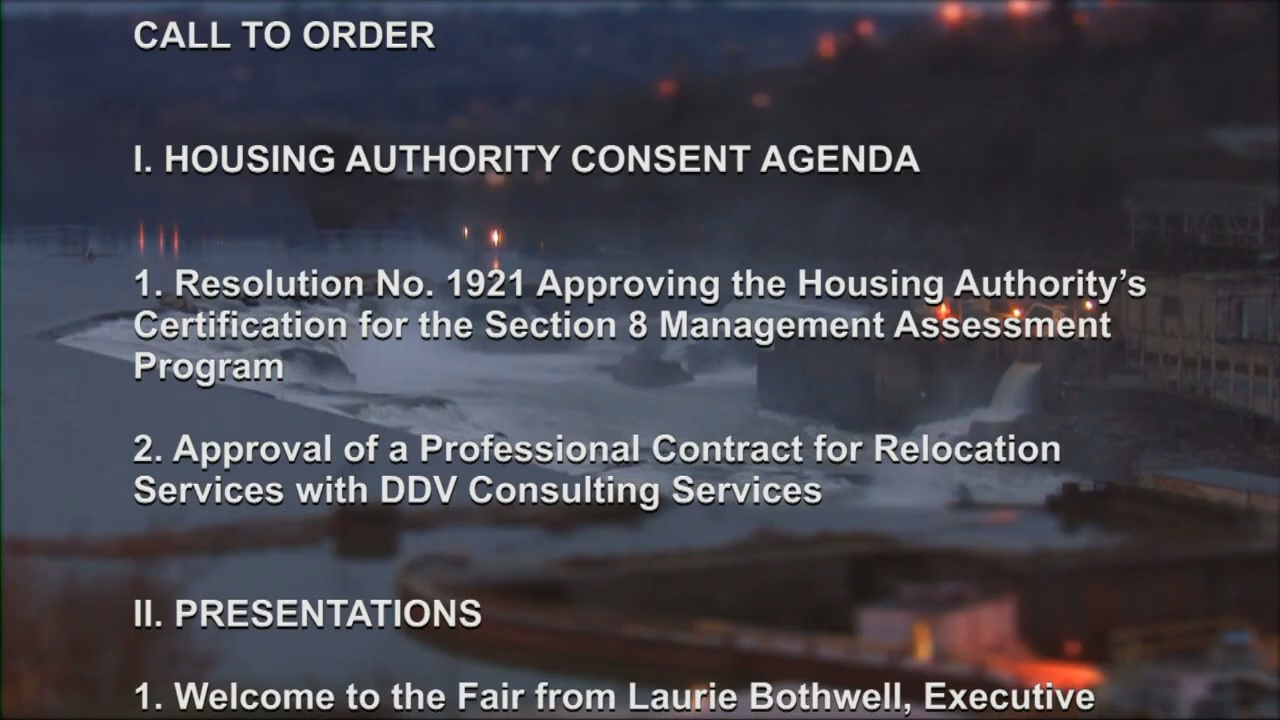 CALL TO ORDER
I. HOUSING AUTHORITY CONSENT AGENDA
1. Resolution No. 1921 Approving the Housing Authority’s
Certification for the Section 8 Management Assessment
Program
2. Approval of a Professional Contract for Relocation
Services with DDV Consulting Services
II. PRESENTATIONS
1. Welcome to the Fair from Laurie Bothwell, Executive